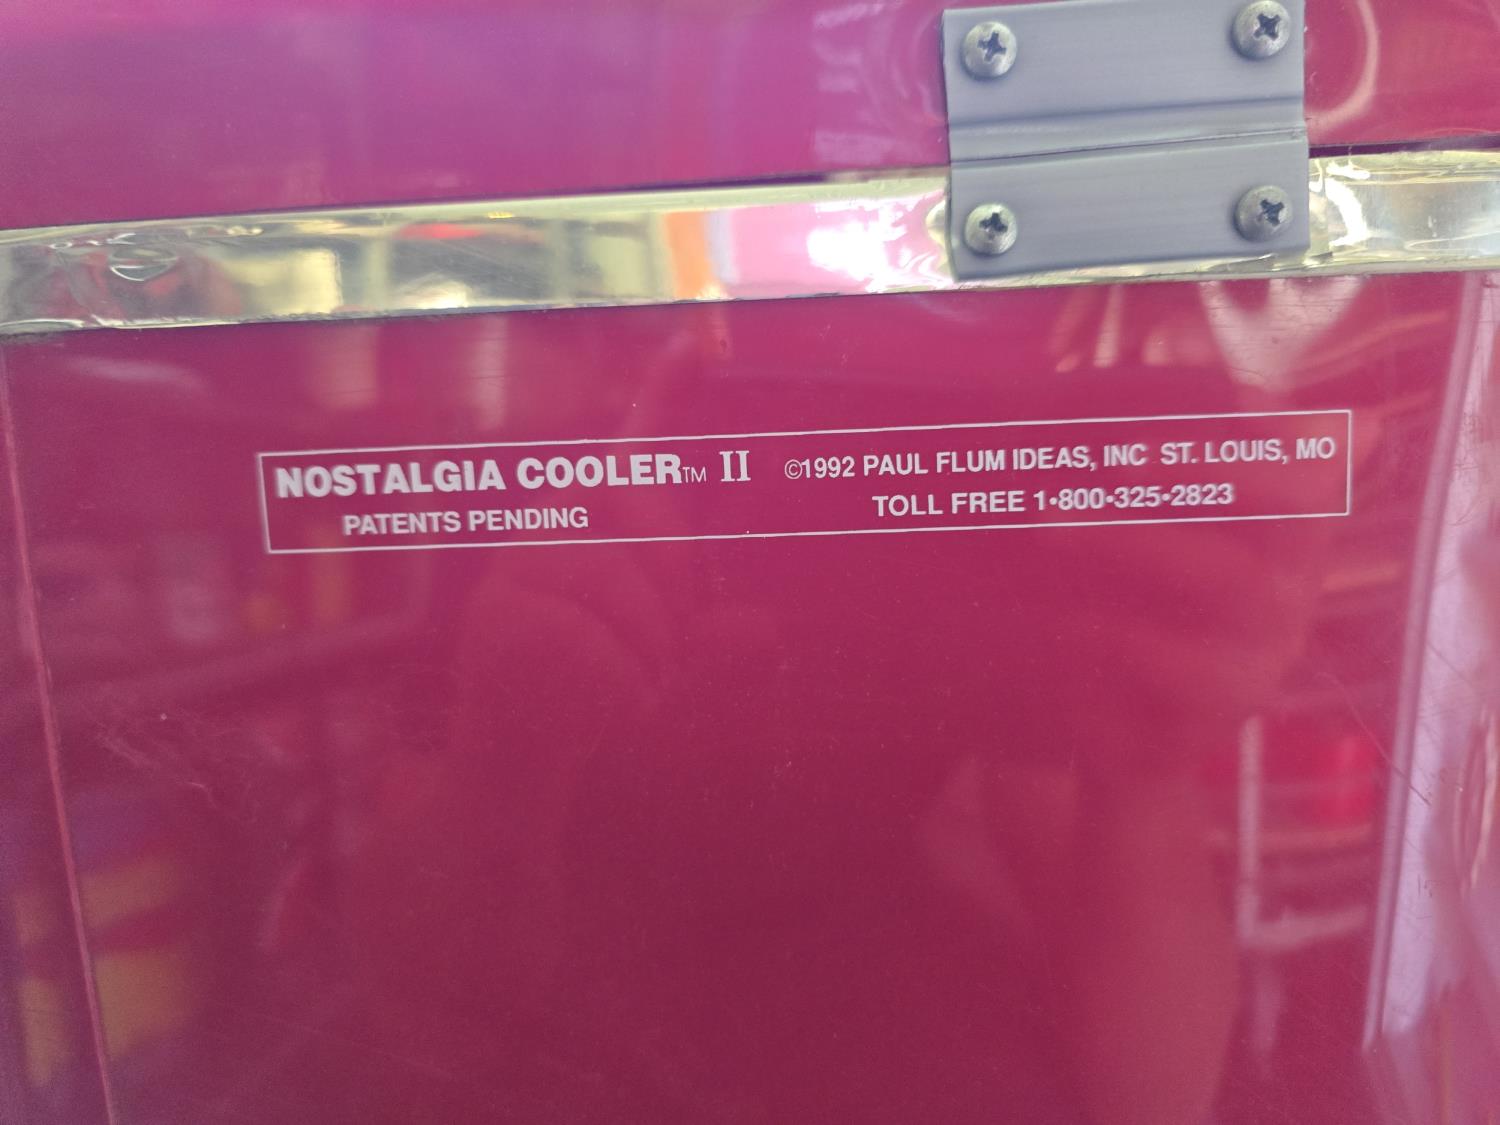 NOSTALGIA COOLER™ II ©1992 PAUL FLUM IDEAS, INC ST. LOUIS, MO
PATENTS PENDING TOLL FREE 1•800•325•2823